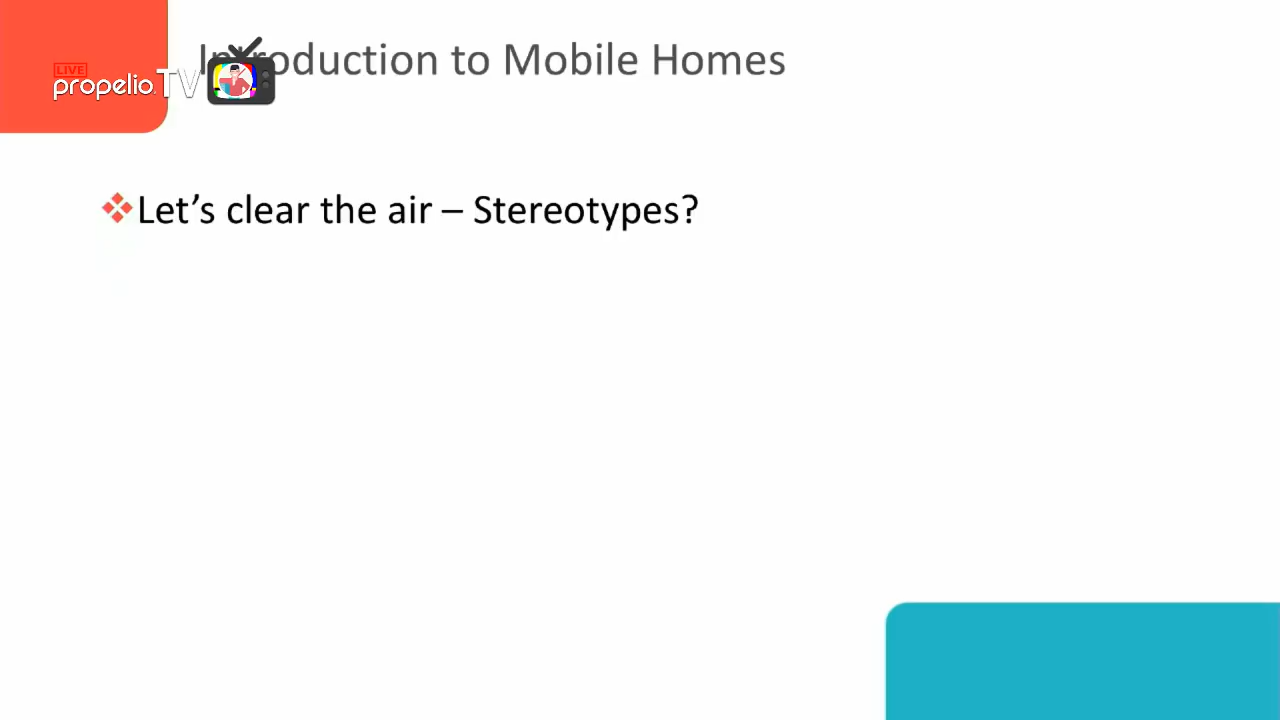 Introduction to Mobile Homes
LIVE
propelio.TV
Let’s clear the air – Stereotypes?